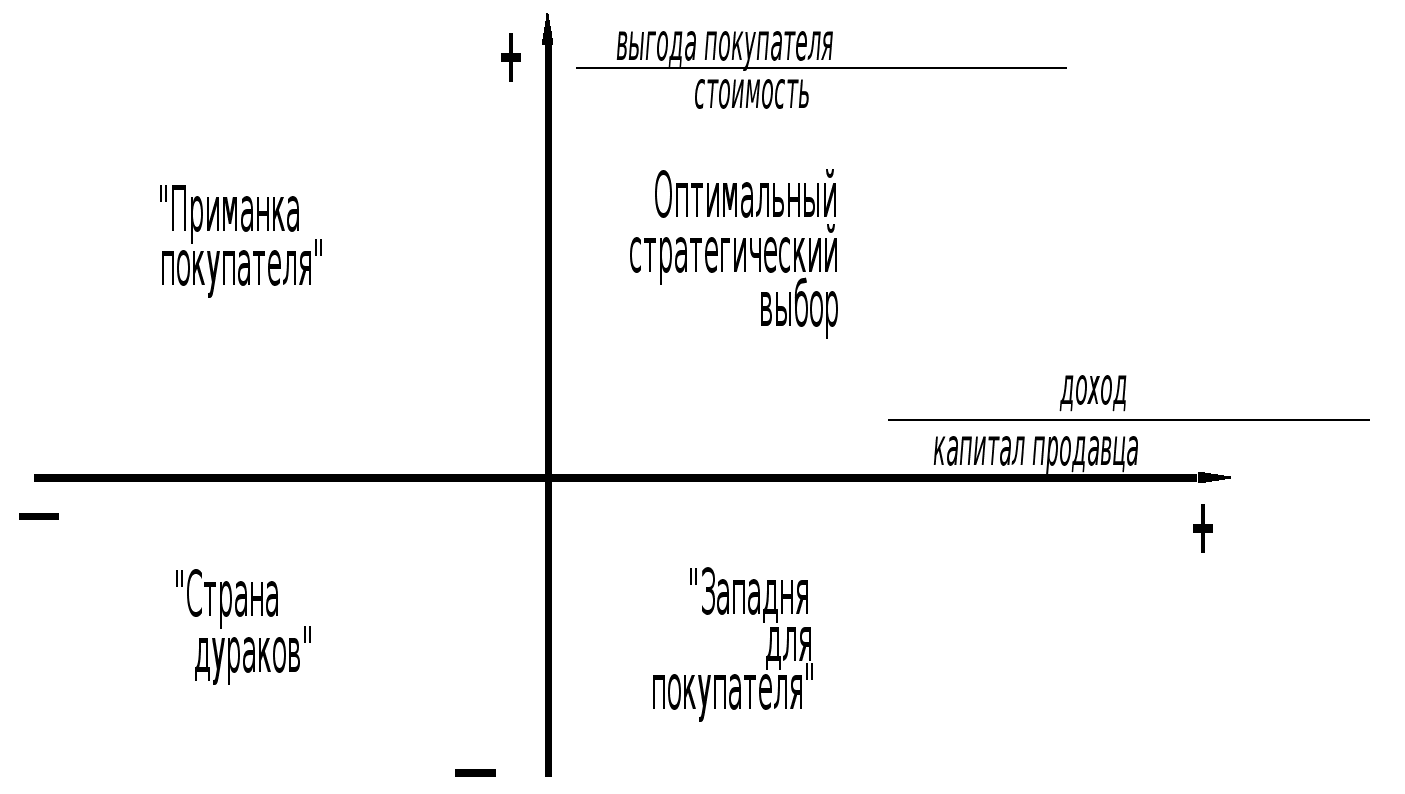 +
выгода покупателя
стоимость
"Приманка
покупателя"
Оптимальный
стратегический
выбор
доход
капитал продавца
—
+
"Страна
дураков"
"Западня
для
покупателя"
—